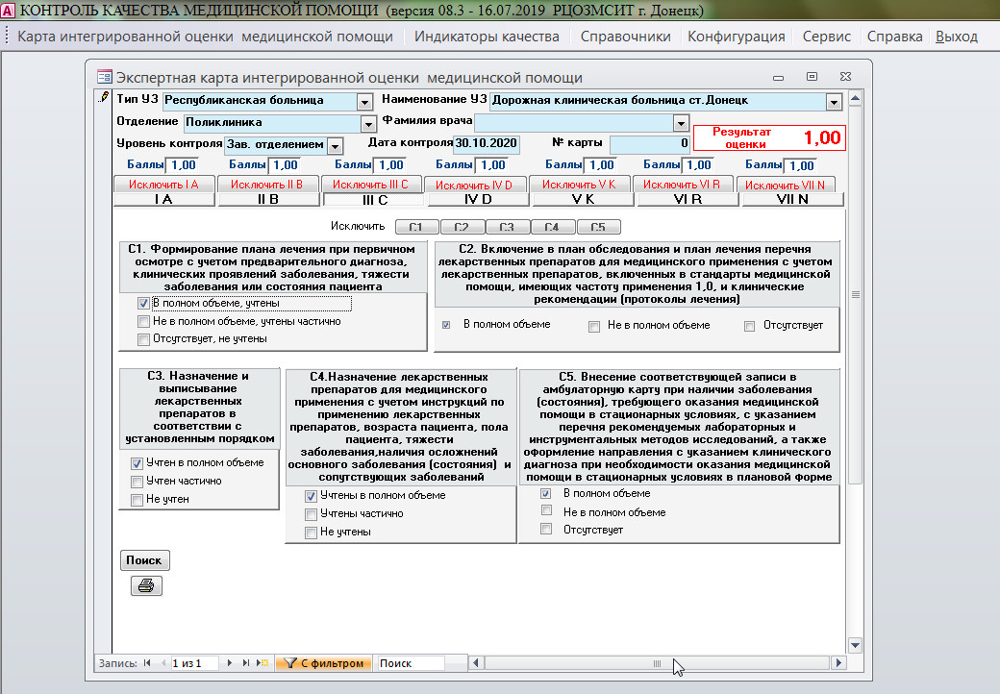 КОНТРОЛЬ КАЧЕСТВА МЕДИЦИНСКОЙ ПОМОЩИ (версия 08.3 - 16.07.2019 РЦОЗМСИТ г. Донецк)
Карта интегрированной оценки медицинской помощи Индикаторы качества Справочники Конфигурация Сервис Справка Выход
Экспертная карта интегрированной оценки медицинской помощи
Тип УЗ Республиканская больница Наименование УЗ Дорожная клиническая больница ст.Донецк
Отделение Поликлиника Фамилия врача
Уровень контроля Зав. отделением Дата контроля 30.10.2020 № карты 0
Результат оценки 1,00
Баллы 1,00 Баллы 1,00 Баллы 1,00 Баллы 1,00 Баллы 1,00 Баллы 1,00 Баллы 1,00
Исключить I A Исключить II B Исключить III C Исключить IV D Исключить V K Исключить VI R Исключить VII N
I A II B III C IV D V K VI R VII N
Исключить C1 C2 C3 C4 C5
C1. Формирование плана лечения при первичном
осмотре с учетом предварительного диагноза,
клинических проявлений заболевания, тяжести
заболевания или состояния пациента
В полном объеме, учтены
Не в полном объеме, учтены частично
Отсутствует, не учтены
C2. Включение в план обследования и план лечения перечня
лекарственных препаратов для медицинского применения с учетом
лекарственных препаратов, включенных в стандарты медицинской
помощи, имеющих частоту применения 1,0, и клинические
рекомендации (протоколы лечения)
В полном объеме Не в полном объеме Отсутствует
C3. Назначение и
выписывание
лекарственных
препаратов в
соответствии с
установленным порядком
Учтен в полном объеме
Учтен частично
Не учтен
C4.Назначение лекарственных
препаратов для медицинского
применения с учетом инструкций по
применению лекарственных
препаратов, возраста пациента, пола
пациента, тяжести
заболевания,наличия осложнений
основного заболевания (состояния) и
сопутствующих заболеваний
Учтены в полном объеме
Учтены частично
Не учтены
C5. Внесение соответствующей записи в
амбулаторную карту при наличии заболевания
(состояния), требующего оказания медицинской
помощи в стационарных условиях, с указанием
перечня рекомендуемых лабораторных и
инструментальных методов исследований, а также
оформление направления с указанием клинического
диагноза при необходимости оказания медицинской
помощи в стационарных условиях в плановой форме
В полном объеме
Не в полном объеме
Отсутствует
Поиск
Запись: 1 из 1 С фильтром Поиск